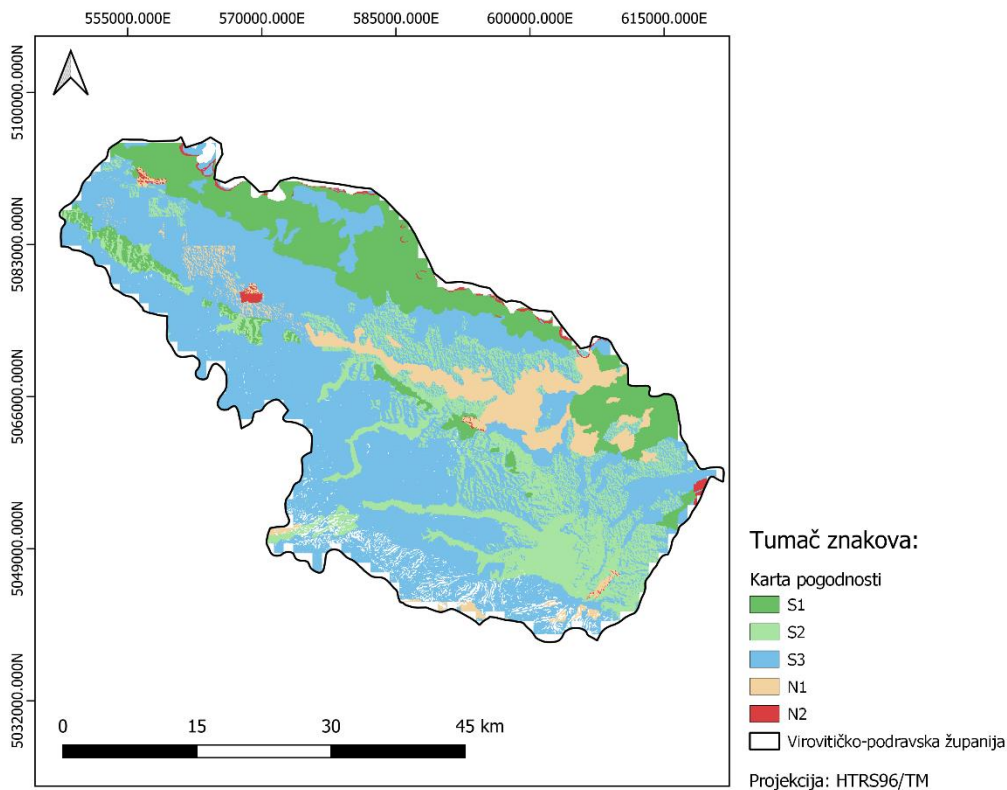 555000.000E 570000.000E 585000.000E 600000.000E 615000.000E
5100000.000N
5083000.000N
5066000.000N
5049000.000N
5032000.000N
0 15 30 45 km
Tumač znakova:
Karta pogodnosti
S1
S2
S3
N1
N2
Virovitičko-podravska županija
Projekcija: HTRS96/TM